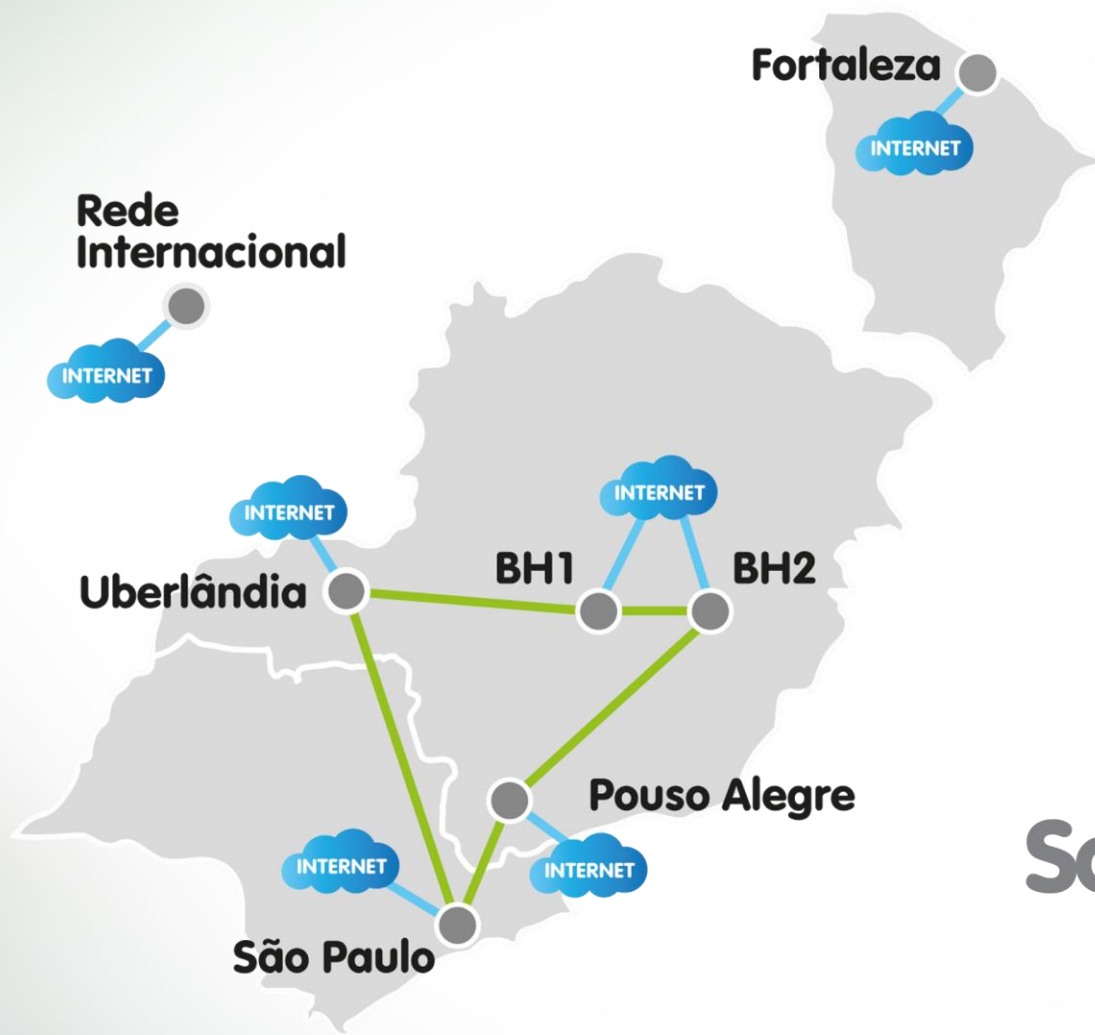 Fortaleza
INTERNET
Rede
Internacional
INTERNET
INTERNET
INTERNET
BH1
BH2
Uberlândia
Pouso Alegre
INTERNET
INTERNET
São Paulo